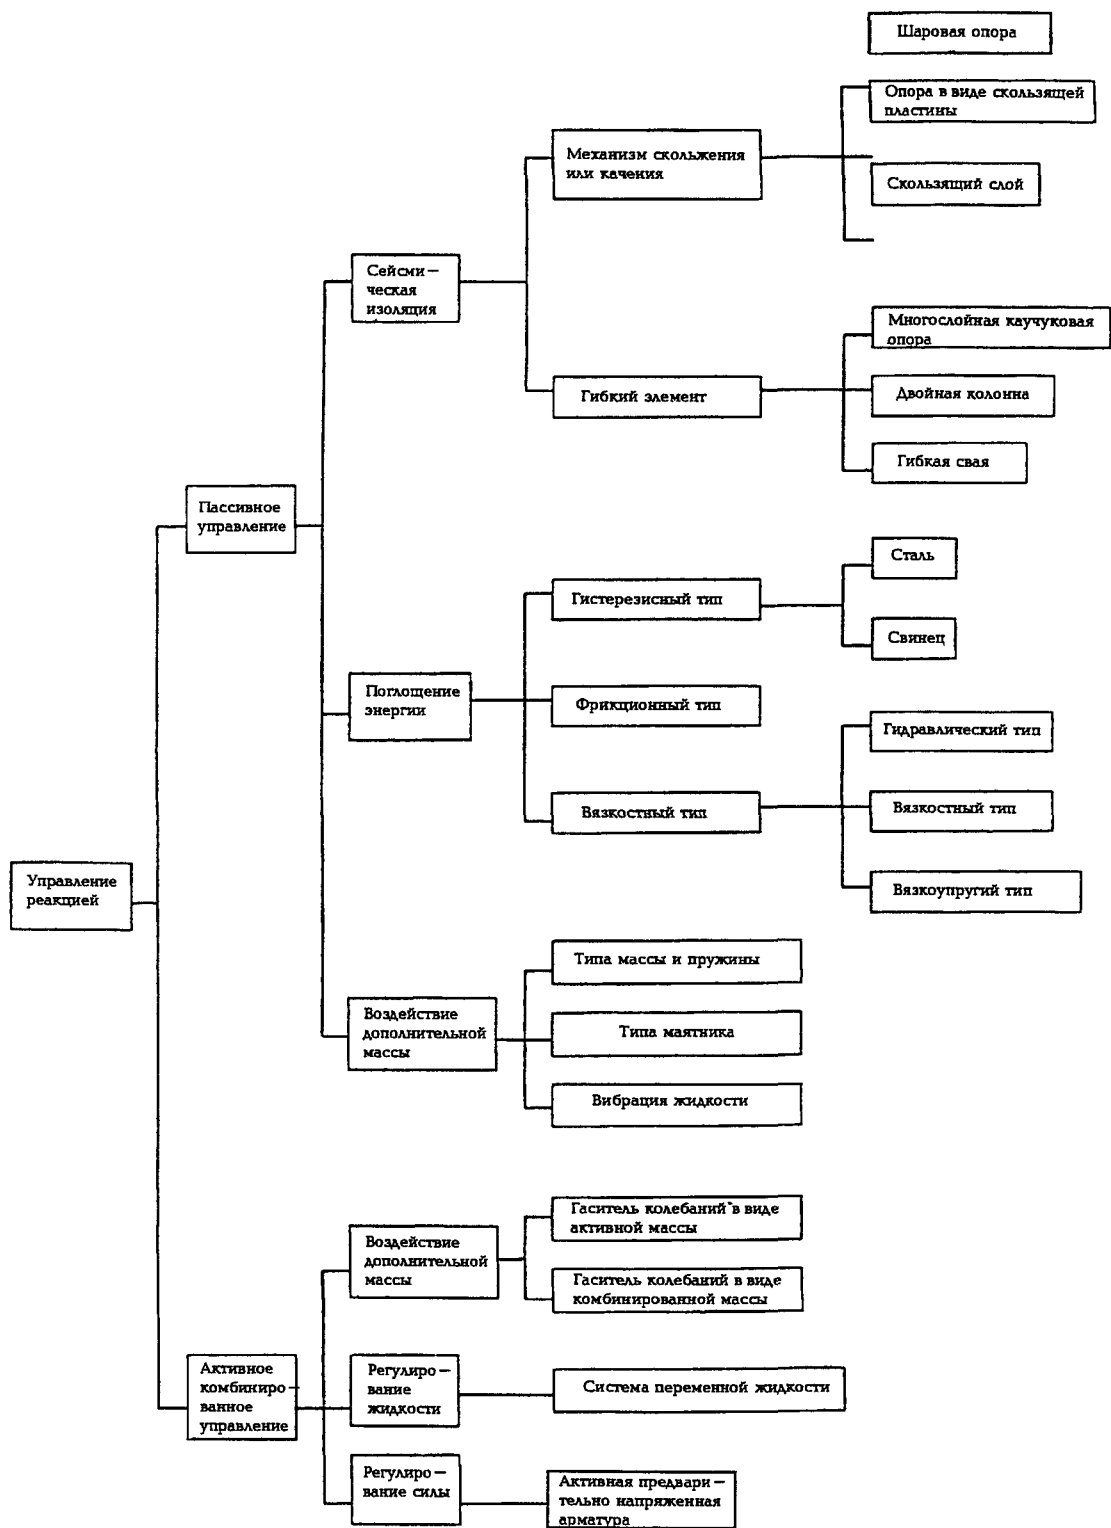 Шаровая опора
Опора в виде скользящей
пластины
Механизм скольжения
или качения
Скользящий слой
Сейсми –
ческая
изоляция
Многослойная каучуковая
опора
Гибкий элемент
Двойная колонна
Гибкая свая
Пассивное
управление
Сталь
Гистерезисный тип
Свинец
Поглощение
энергии
Фрикционный тип
Гидравлический тип
Вязкостный тип
Вязкостный тип
Управление
реакцией
Вязкоупругий тип
Типа массы и пружины
Воздействие
дополнительной
массы
Типа маятника
Вибрация жидкости
Гаситель колебаний в виде
активной массы
Воздействие
дополнительной
массы
Гаситель колебаний в виде
комбинированной массы
Активное
комбиниро –
ванное
управление
Регулиро –
вание
жидкости
Система переменной жидкости
Регулиро –
вание силы
Активная предвари –
тельно напряженная
арматура